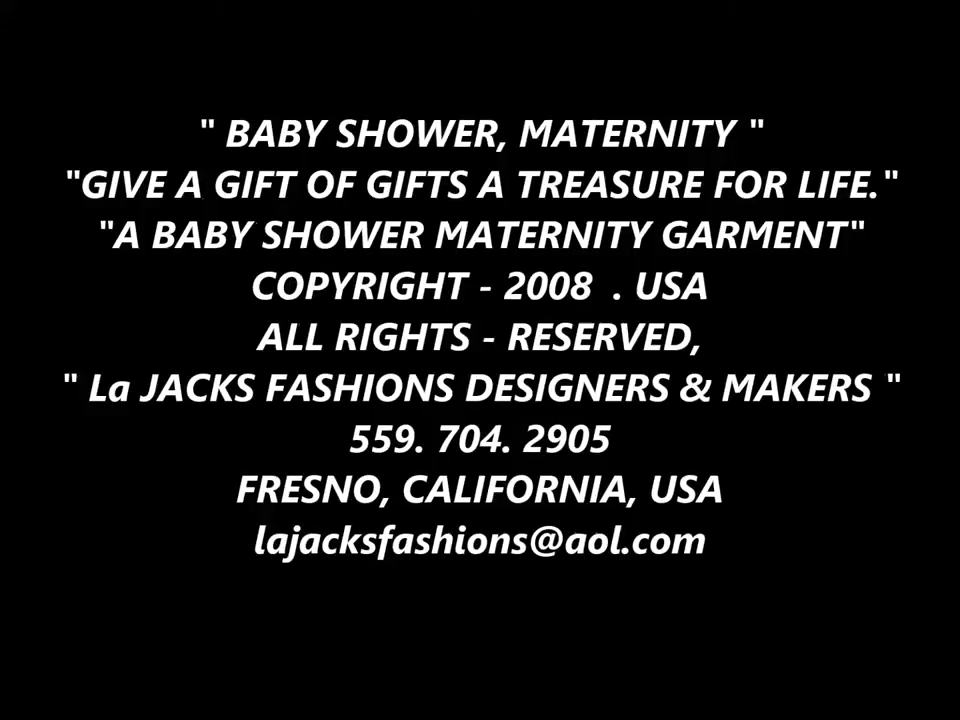 " BABY SHOWER, MATERNITY "
"GIVE A GIFT OF GIFTS A TREASURE FOR LIFE."
"A BABY SHOWER MATERNITY GARMENT"
COPYRIGHT - 2008 . USA
ALL RIGHTS - RESERVED,
" La JACKS FASHIONS DESIGNERS & MAKERS "
559. 704. 2905
FRESNO, CALIFORNIA, USA
lajacksfashions@aol.com